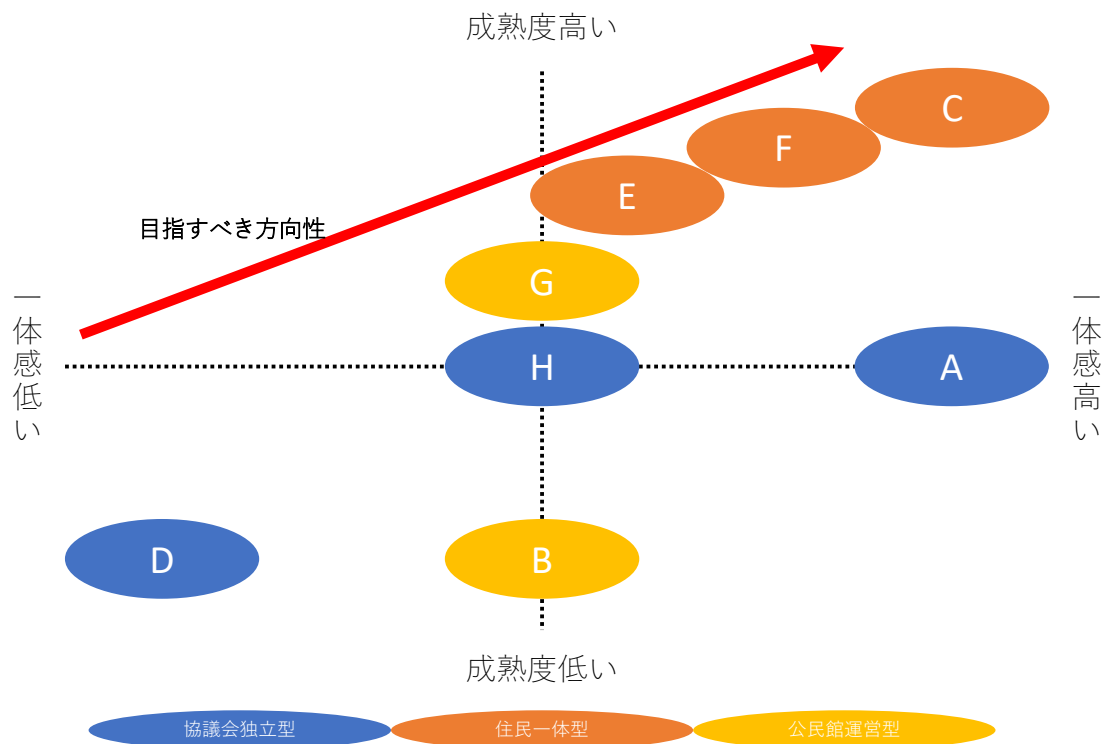 成熟度高い
C
F
E
目指すべき方向性
G
一体感低い
H
A
一体感高い
D
B
成熟度低い
協議会独立型
住民一体型
公民館運営型